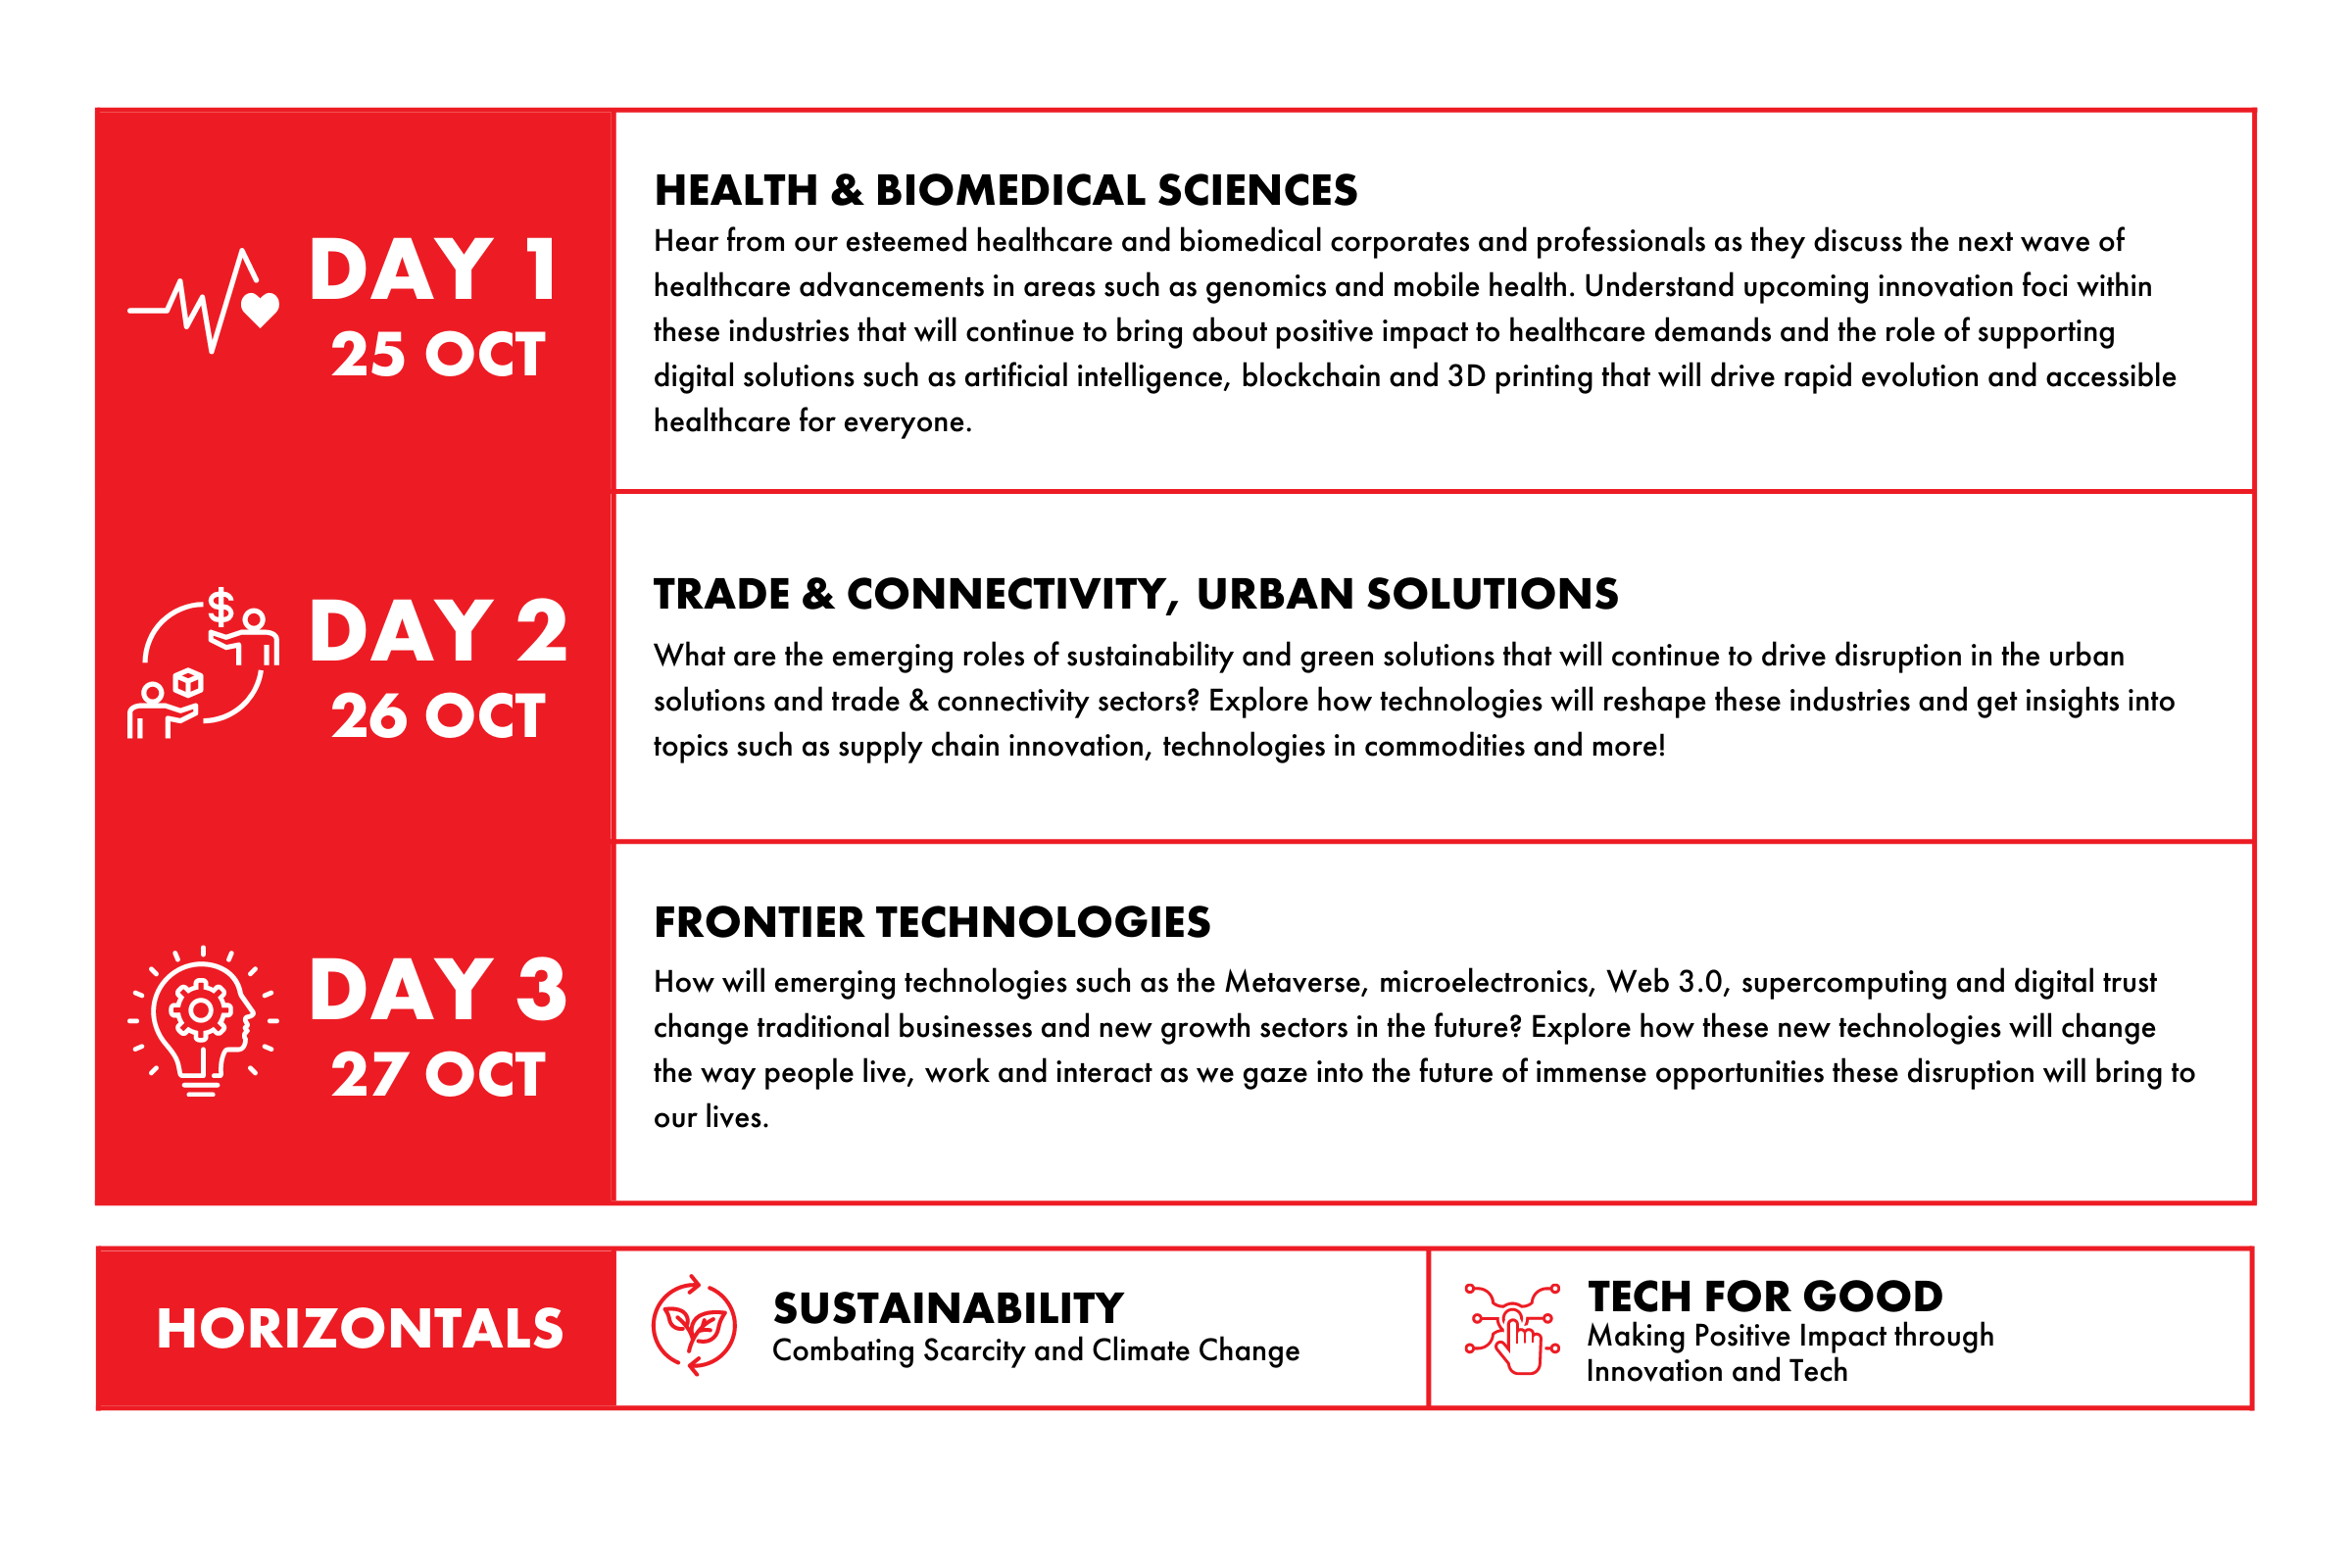 DAY 1
25 OCT
HEALTH & BIOMEDICAL SCIENCES
Hear from our esteemed healthcare and biomedical corporates and professionals as they discuss the next wave of
healthcare advancements in areas such as genomics and mobile health. Understand upcoming innovation foci within
these industries that will continue to bring about positive impact to healthcare demands and the role of supporting
digital solutions such as artificial intelligence, blockchain and 3D printing that will drive rapid evolution and accessible
healthcare for everyone.
DAY 2
26 OCT
TRADE & CONNECTIVITY, URBAN SOLUTIONS
What are the emerging roles of sustainability and green solutions that will continue to drive disruption in the urban
solutions and trade & connectivity sectors? Explore how technologies will reshape these industries and get insights into
topics such as supply chain innovation, technologies in commodities and more!
DAY 3
27 OCT
FRONTIER TECHNOLOGIES
How will emerging technologies such as the Metaverse, microelectronics, Web 3.0, supercomputing and digital trust
change traditional businesses and new growth sectors in the future? Explore how these new technologies will change
the way people live, work and interact as we gaze into the future of immense opportunities these disruption will bring to
our lives.
HORIZONTALS
SUSTAINABILITY
Combating Scarcity and Climate Change
TECH FOR GOOD
Making Positive Impact through
Innovation and Tech